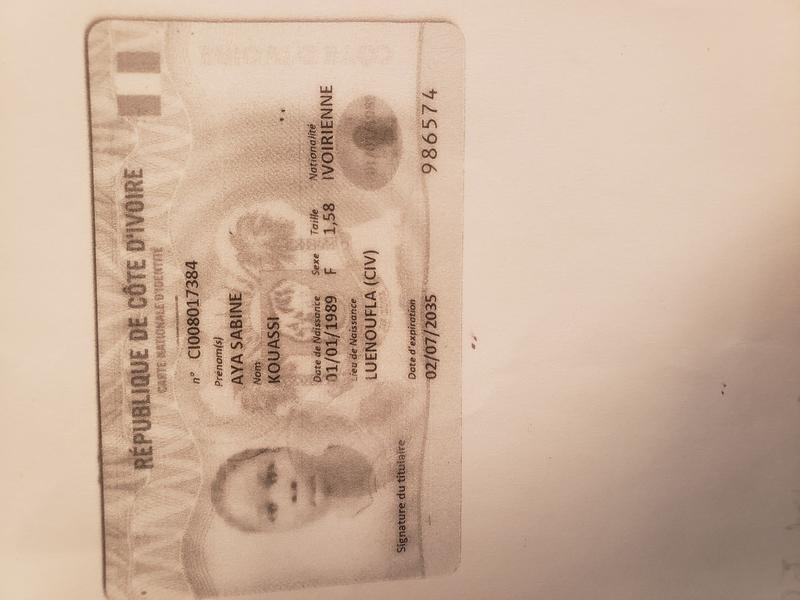 RÉPUBLIQUE DE CÔTE D'IVOIRE
CARTE NATIONALE D'IDENTITÉ
n° CI008017384
Prénom(s)
AYA SABINE
Nom
KOUASSI
Date de Naissance Sexe Taille Nationalité
01/01/1989 F 1,58 IVOIRIENNE
Lieu de Naissance
LUENOUFLA (CIV)
Date d'expiration
02/07/2035
986574
Signature du titulaire